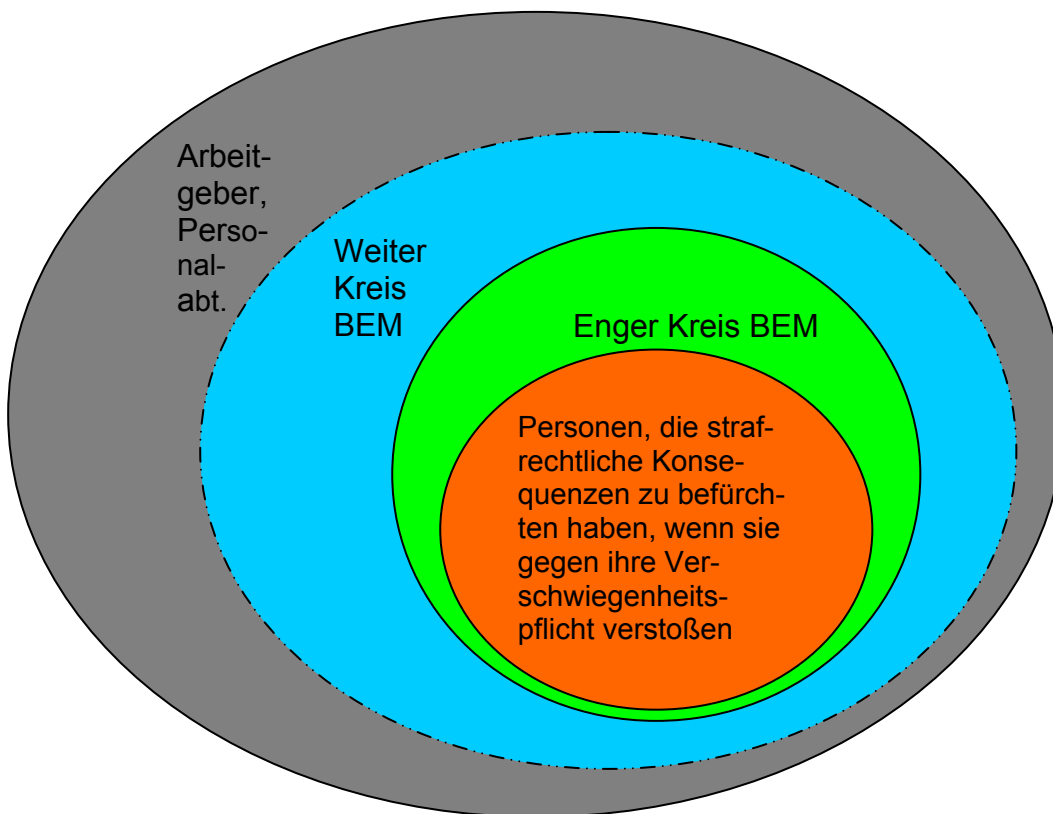 Arbeit-
geber,
Perso-
nal-
abt.
Weiter
Kreis
BEM
Enger Kreis BEM
Personen, die straf-
rechtliche Konse-
quenzen zu befürch-
ten haben, wenn sie
gegen ihre Ver-
schwiegenheits-
pflicht verstoßen